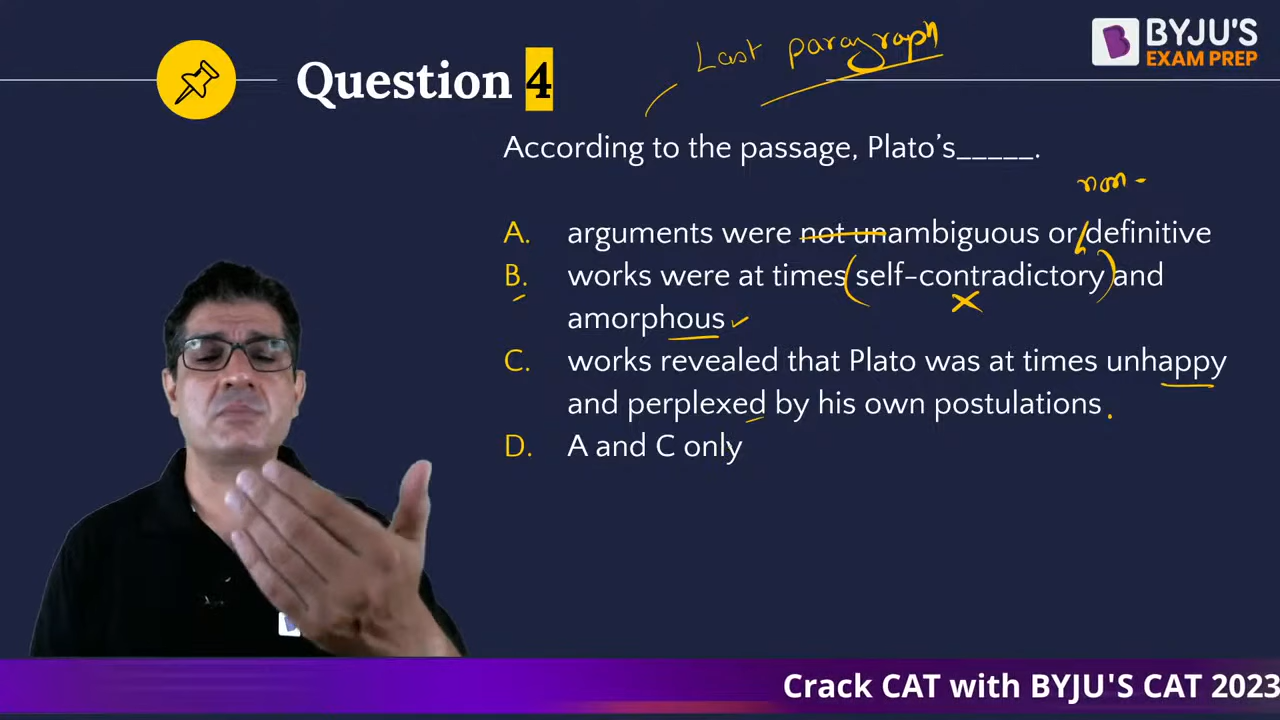 BYJU'S
EXAM PREP
Last paragraph
Question 4
According to the passage, Plato's_____.
non-
A. arguments were not unambiguous or definitive
B. works were at times (self-contradictory) and
amorphous
C. works revealed that Plato was at times unhappy
and perplexed by his own postulations.
D. A and C only
Crack CAT with BYJU'S CAT 2023